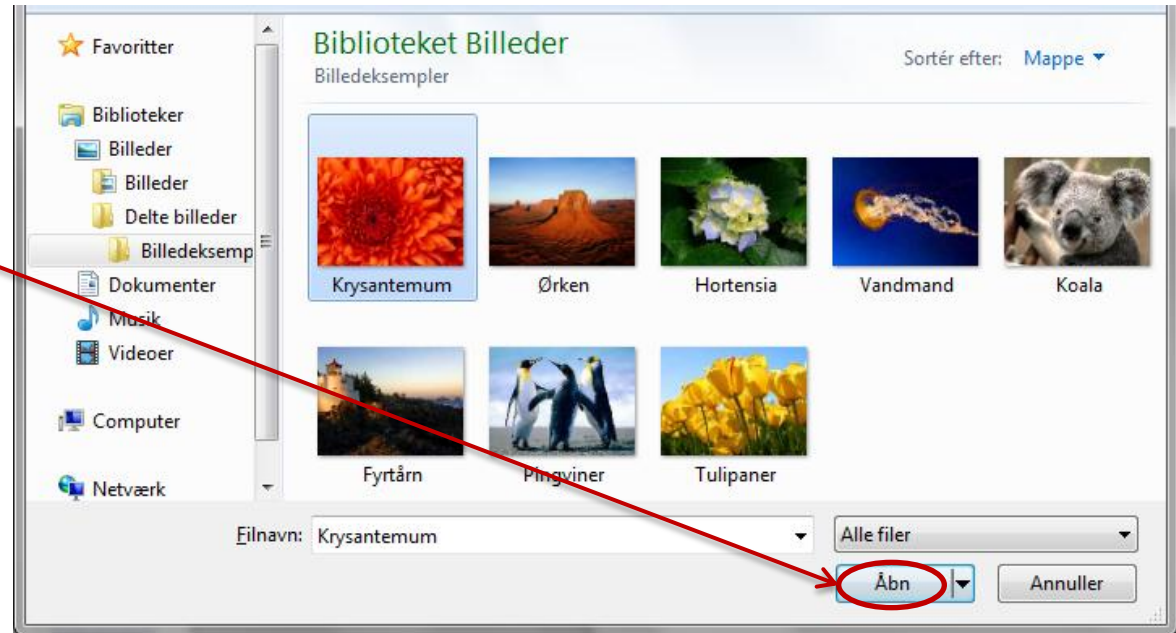 Favoritter
Biblioteker
Billeder
Billeder
Delte billeder
Billedeksemp
Dokumenter
Musik
Videoer
Computer
Netværk
Biblioteket Billeder
Billedeksempler
Sortér efter: Mappe
Krysantemum Ørken Hortensia Vandmand Koala
Fyrtårn Pingviner Tulipaner
Filnavn: Krysantemum Alle filer
Åbn Annuller